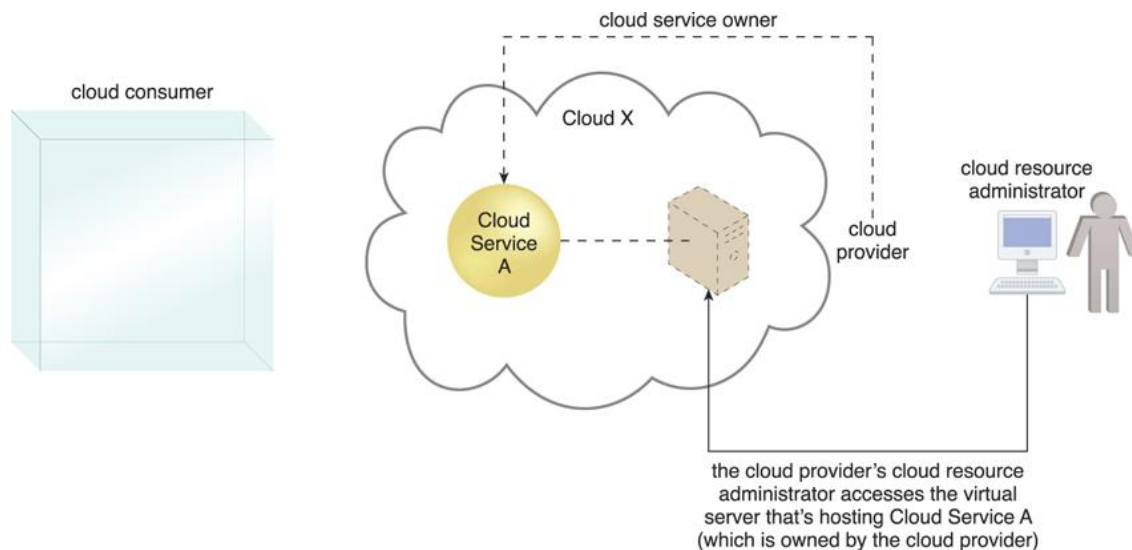 cloud service owner
cloud consumer
Cloud X
cloud resource
administrator
Cloud
Service
A
cloud
provider
the cloud provider's cloud resource
administrator accesses the virtual
server that's hosting Cloud Service A
(which is owned by the cloud provider)